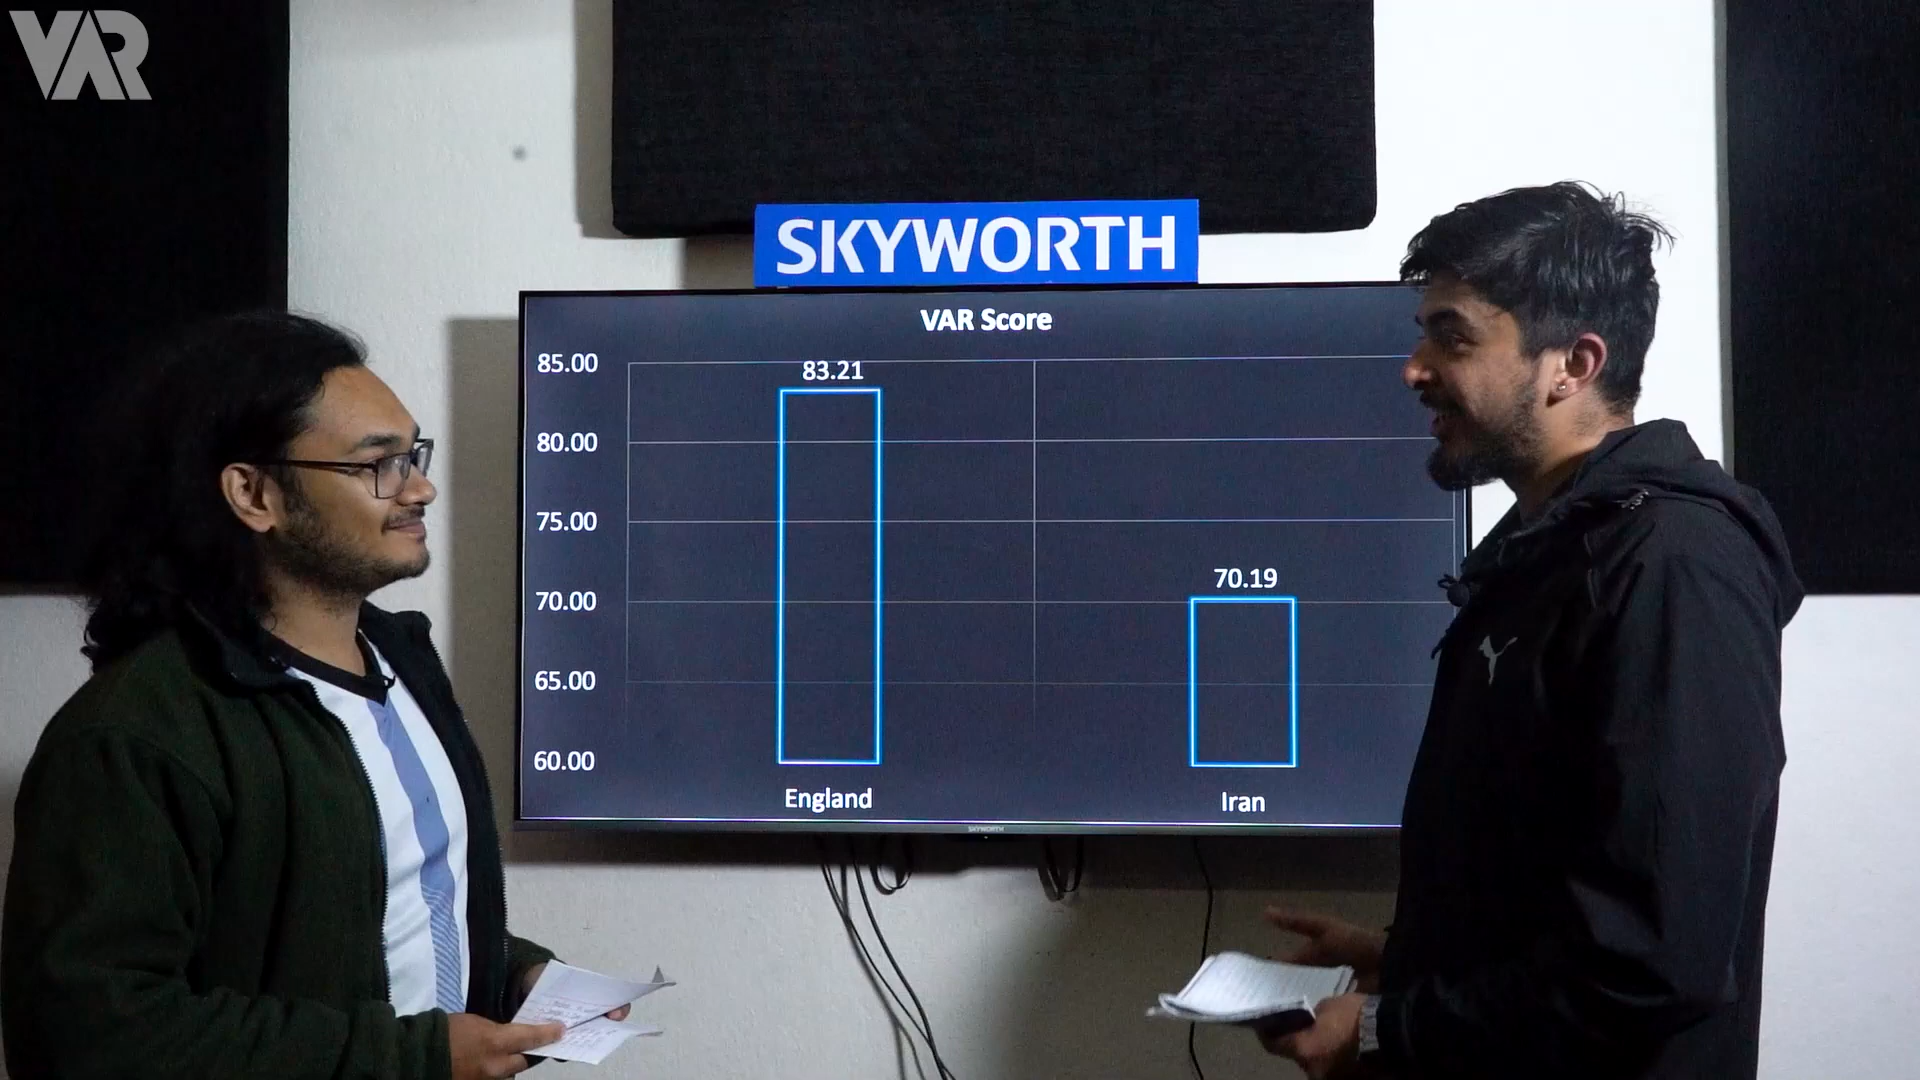 VAR
SKYWORTH
VAR Score
85.00
83.21
80.00
75.00
70.19
70.00
65.00
60.00
England
Iran
SKYWORTH